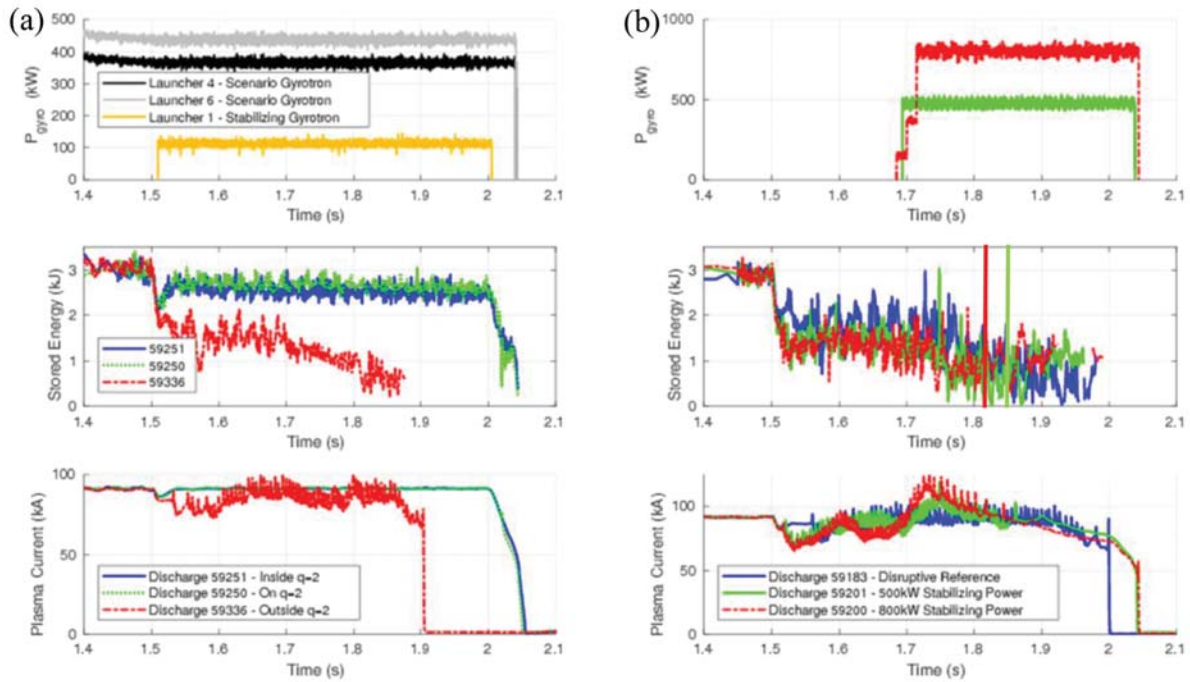 (a)
500
400
300
200
100
0
P_gyro (kW)
Launcher 4 - Scenario Gyrotron
Launcher 6 - Scenario Gyrotron
Launcher 1 - Stabilizing Gyrotron
1.4 1.5 1.6 1.7 1.8 1.9 2 2.1
Time (s)
3
2
1
0
Stored Energy (kJ)
59251
59250
59336
1.4 1.5 1.6 1.7 1.8 1.9 2 2.1
Time (s)
100
50
0
Plasma Current (kA)
Discharge 59251 - Inside q=2
Discharge 59250 - On q=2
Discharge 59336 - Outside q=2
1.4 1.5 1.6 1.7 1.8 1.9 2 2.1
Time (s)
(b)
1000
500
0
P_gyro (kW)
1.4 1.5 1.6 1.7 1.8 1.9 2 2.1
Time (s)
3
2
1
0
Stored Energy (kJ)
1.4 1.5 1.6 1.7 1.8 1.9 2 2.1
Time (s)
100
50
0
Plasma Current (kA)
Discharge 59183 - Disruptive Reference
Discharge 59201 - 500kW Stabilizing Power
Discharge 59200 - 800kW Stabilizing Power
1.4 1.5 1.6 1.7 1.8 1.9 2 2.1
Time (s)